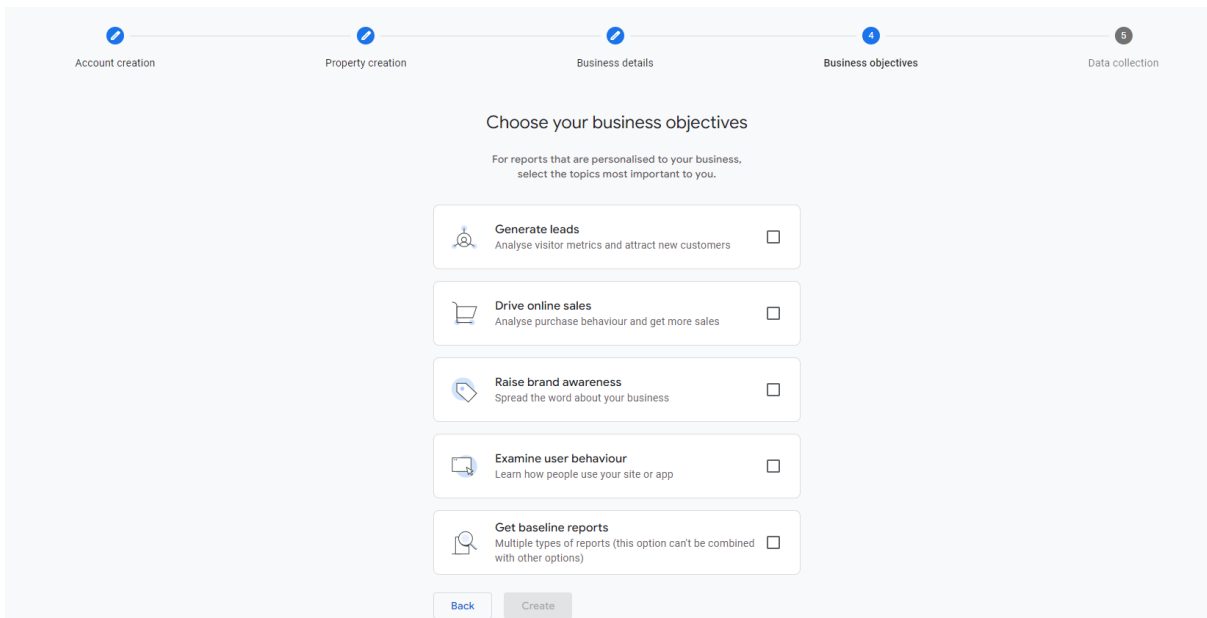 4
5
Account creation
Property creation
Business details
Business objectives
Data collection
Choose your business objectives
For reports that are personalised to your business,
select the topics most important to you.
Generate leads
Analyse visitor metrics and attract new customers
Drive online sales
Analyse purchase behaviour and get more sales
Raise brand awareness
Spread the word about your business
Examine user behaviour
Learn how people use your site or app
Get baseline reports
Multiple types of reports (this option can't be combined
with other options)
Back
Create